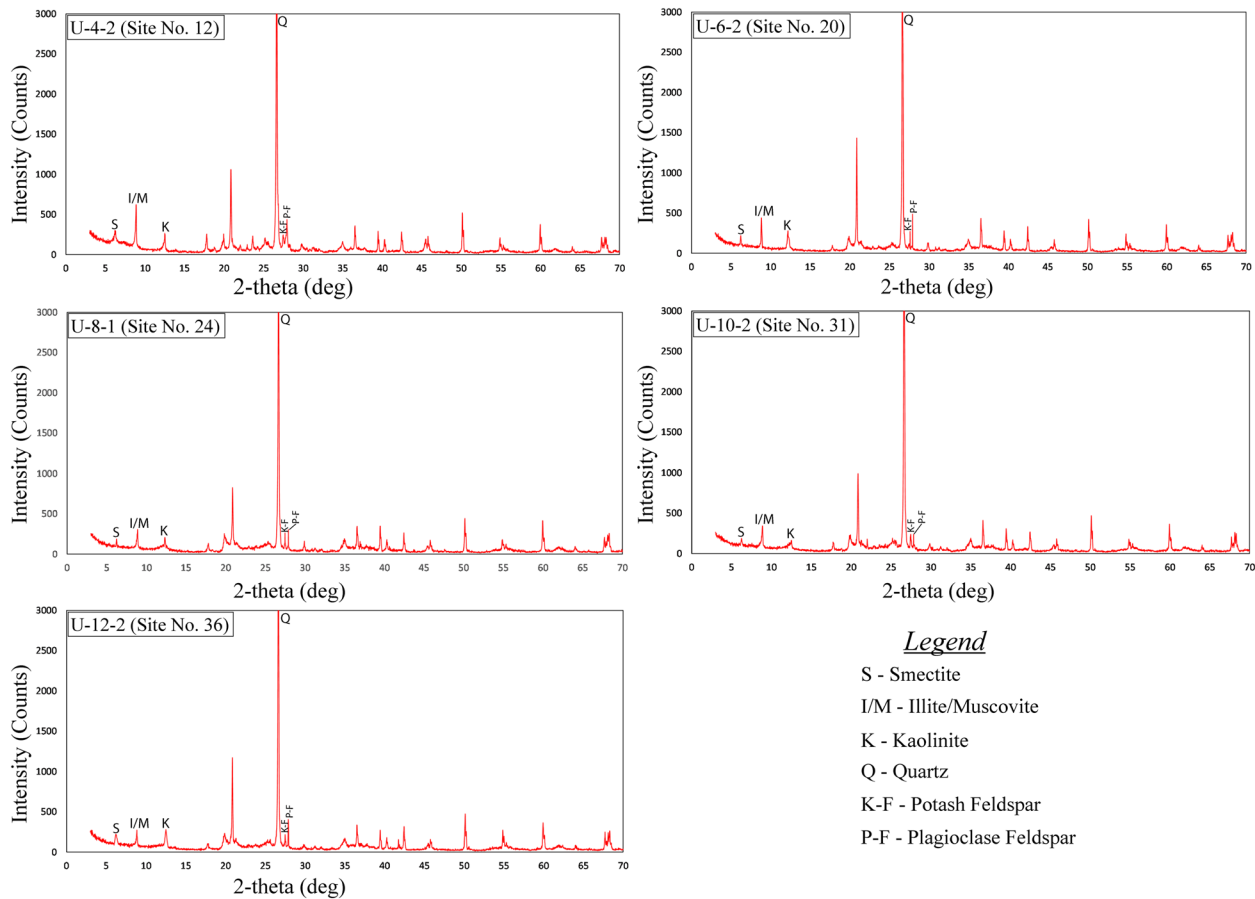 U-4-2 (Site No. 12)
Intensity (Counts)
3000
2500
2000
1500
1000
500
0
S
I/M
K
Q
K-F
P-F
0 5 10 15 20 25 30 35 40 45 50 55 60 65 70
2-theta (deg)
U-6-2 (Site No. 20)
Intensity (Counts)
3000
2500
2000
1500
1000
500
0
S
I/M
K
Q
K-F
P-F
0 5 10 15 20 25 30 35 40 45 50 55 60 65 70
2-theta (deg)
U-8-1 (Site No. 24)
Intensity (Counts)
3000
2500
2000
1500
1000
500
0
S
I/M
K
Q
K-F
P-F
0 5 10 15 20 25 30 35 40 45 50 55 60 65 70
2-theta (deg)
U-10-2 (Site No. 31)
Intensity (Counts)
3000
2500
2000
1500
1000
500
0
S
I/M
K
Q
K-F
P-F
0 5 10 15 20 25 30 35 40 45 50 55 60 65 70
2-theta (deg)
U-12-2 (Site No. 36)
Intensity (Counts)
3000
2500
2000
1500
1000
500
0
S
I/M
K
Q
K-F
P-F
0 5 10 15 20 25 30 35 40 45 50 55 60 65 70
2-theta (deg)
Legend
S - Smectite
I/M - Illite/Muscovite
K - Kaolinite
Q - Quartz
K-F - Potash Feldspar
P-F - Plagioclase Feldspar